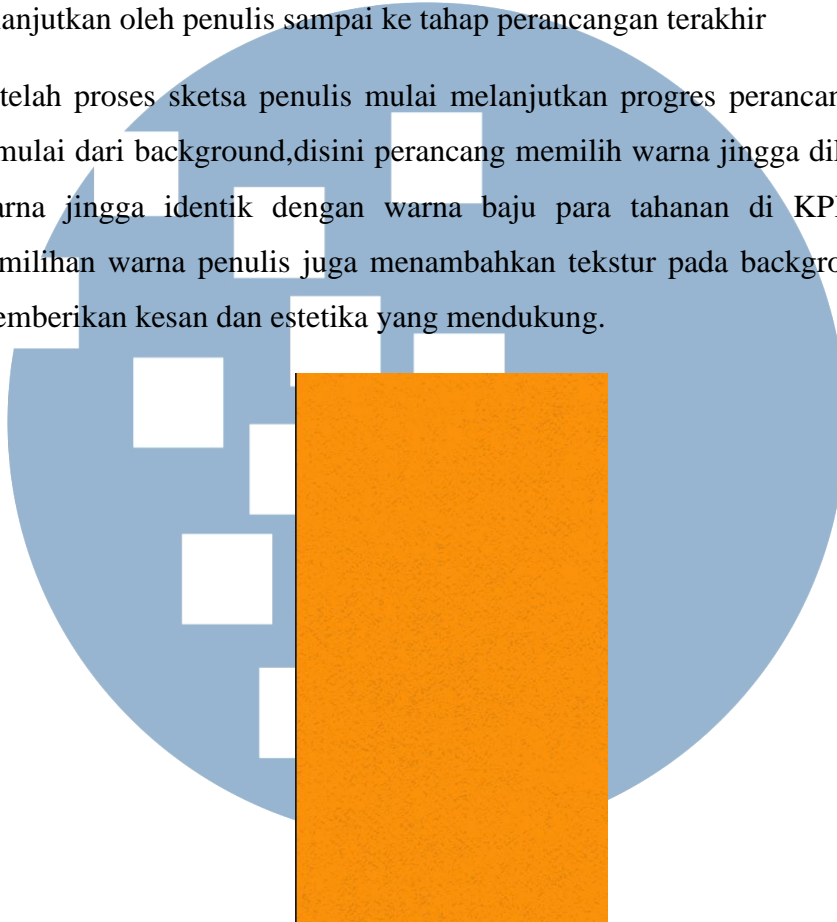 lanjutkan oleh penulis sampai ke tahap perancangan terakhir
telah proses sketsa penulis mulai melanjutkan progres perancan
mulai dari background,disini perancang memilih warna jingga dil
arna jingga identik dengan warna baju para tahanan di KP
milihan warna penulis juga menambahkan tekstur pada backgro
emberikan kesan dan estetika yang mendukung.